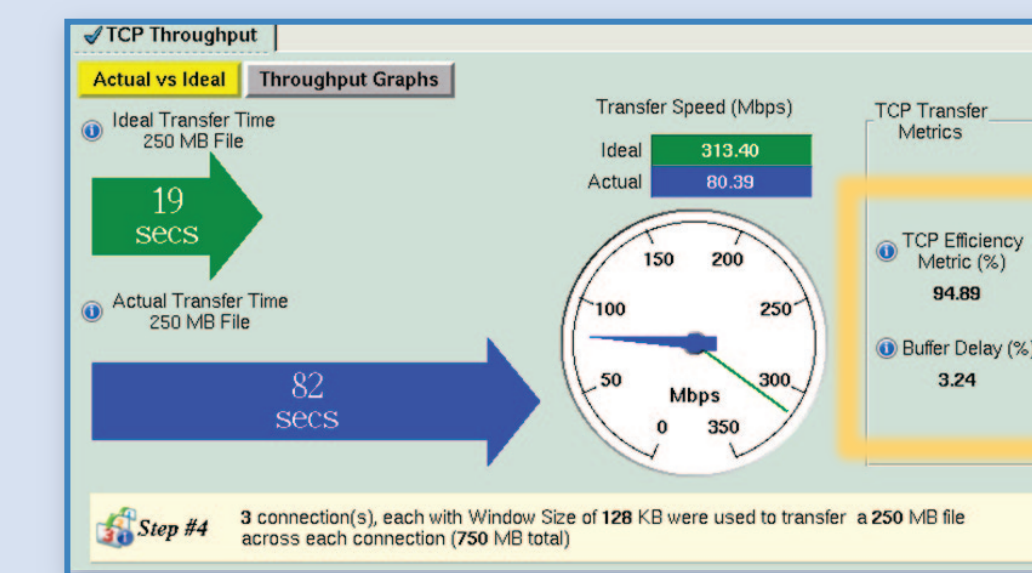 TCP Throughput
Actual vs Ideal
Throughput Graphs
Ideal Transfer Time
250 MB File
19
secs
Actual Transfer Time
250 MB File
82
secs
Transfer Speed (Mbps)
Ideal 313.40
Actual 80.39
0
50
100
150
200
250
300
350
Mbps
TCP Transfer
Metrics
TCP Efficiency
Metric (%)
94.89
Buffer Delay (%)
3.24
Step #4
3 connection(s), each with Window Size of 128 KB were used to transfer a 250 MB file
across each connection (750 MB total)